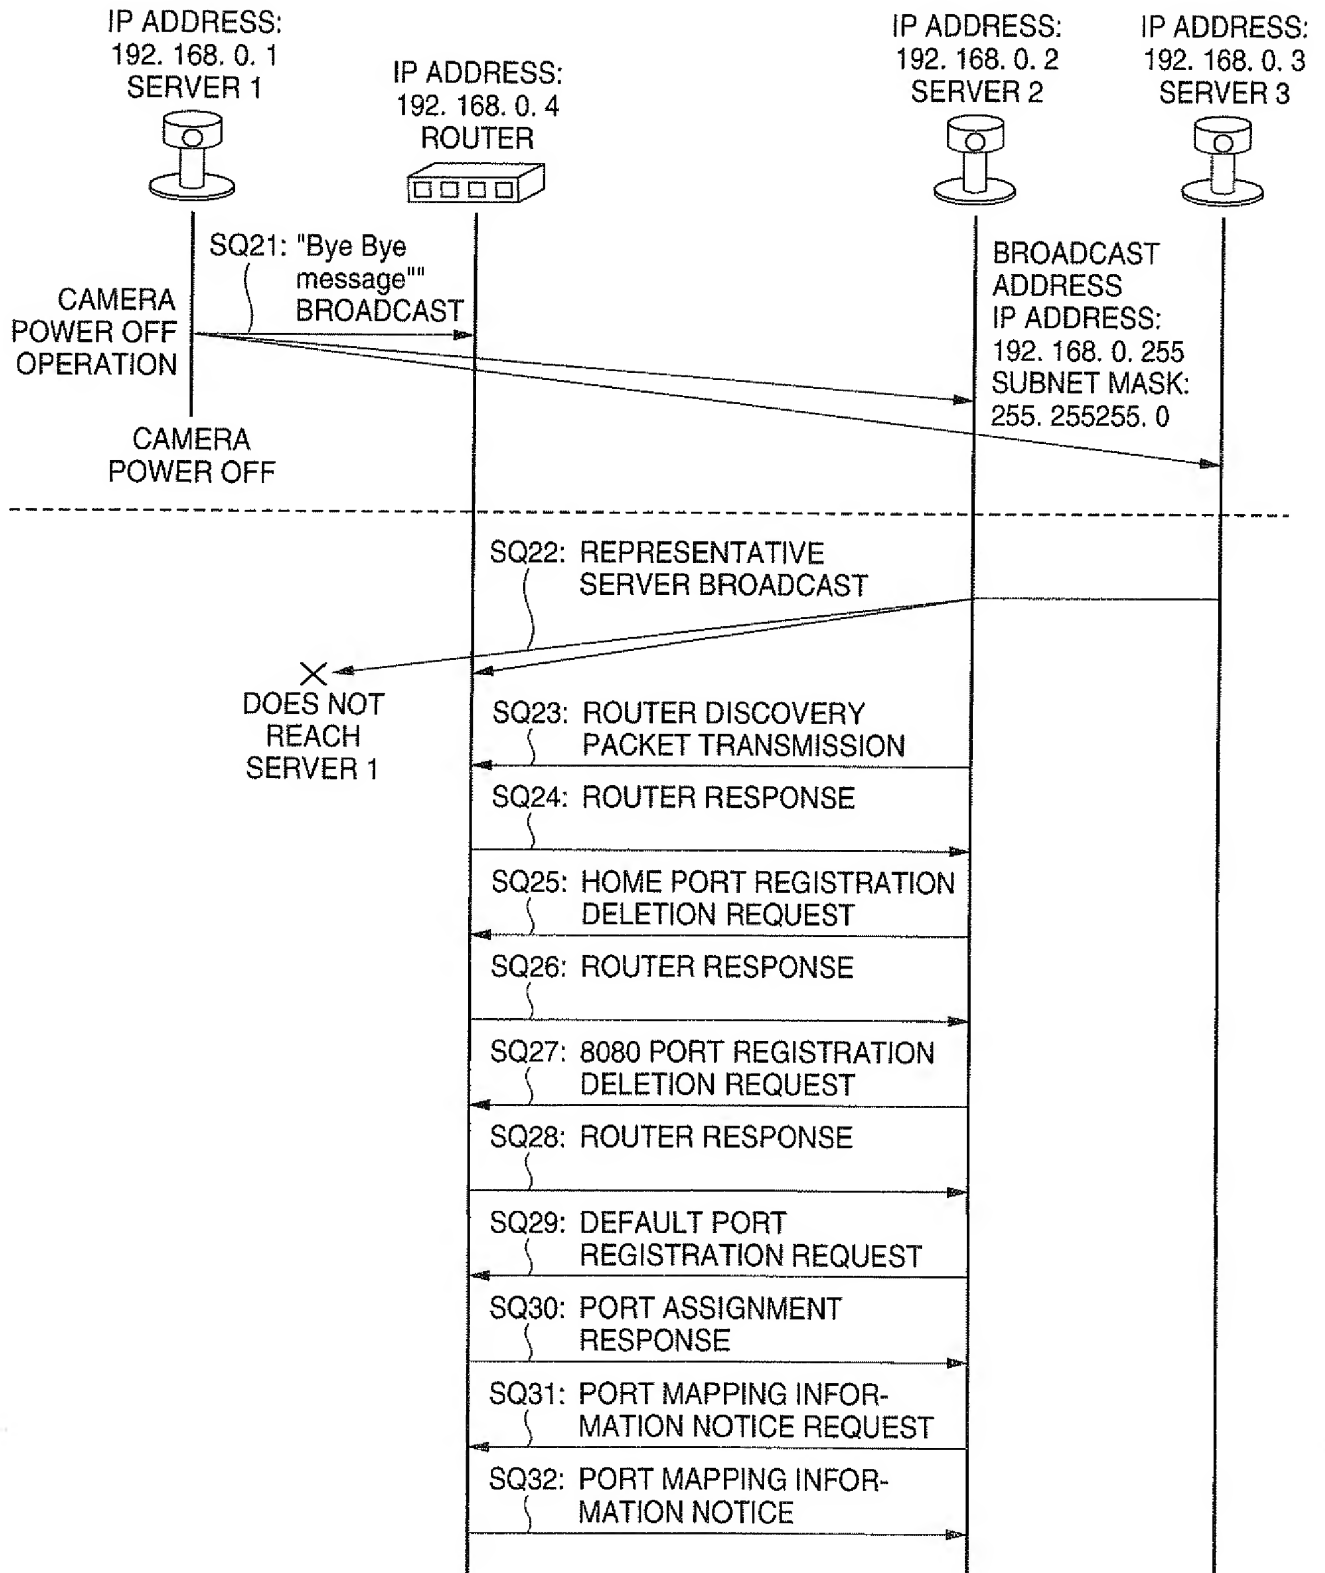 IP ADDRESS:
192. 168. 0. 1
SERVER 1
IP ADDRESS:
192. 168. 0. 4
ROUTER
IP ADDRESS:
192. 168. 0. 2
SERVER 2
IP ADDRESS:
192. 168. 0. 3
SERVER 3
SQ21: "Bye Bye
message""
BROADCAST
CAMERA
POWER OFF
OPERATION
CAMERA
POWER OFF
BROADCAST
ADDRESS
IP ADDRESS:
192. 168. 0. 255
SUBNET MASK:
255. 255255. 0
SQ22: REPRESENTATIVE
SERVER BROADCAST
DOES NOT
REACH
SERVER 1
SQ23: ROUTER DISCOVERY
PACKET TRANSMISSION
SQ24: ROUTER RESPONSE
SQ25: HOME PORT REGISTRATION
DELETION REQUEST
SQ26: ROUTER RESPONSE
SQ27: 8080 PORT REGISTRATION
DELETION REQUEST
SQ28: ROUTER RESPONSE
SQ29: DEFAULT PORT
REGISTRATION REQUEST
SQ30: PORT ASSIGNMENT
RESPONSE
SQ31: PORT MAPPING INFOR-
MATION NOTICE REQUEST
SQ32: PORT MAPPING INFOR-
MATION NOTICE